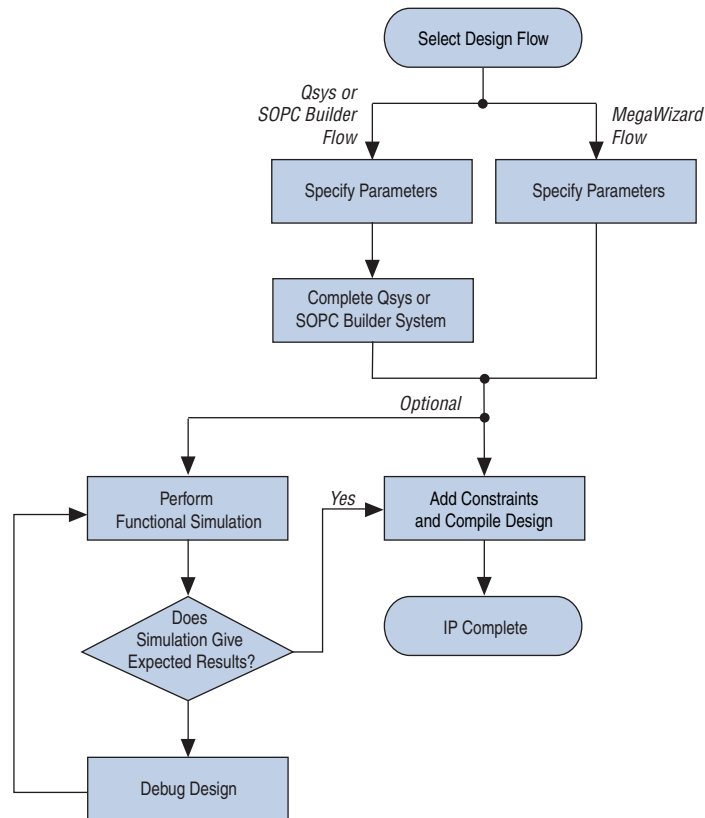 Select Design Flow
Qsys or
SOPC Builder
Flow
MegaWizard
Flow
Specify Parameters
Specify Parameters
Complete Qsys or
SOPC Builder System
Optional
Perform
Functional Simulation
Yes
Add Constraints
and Compile Design
Does
Simulation Give
Expected Results?
IP Complete
Debug Design